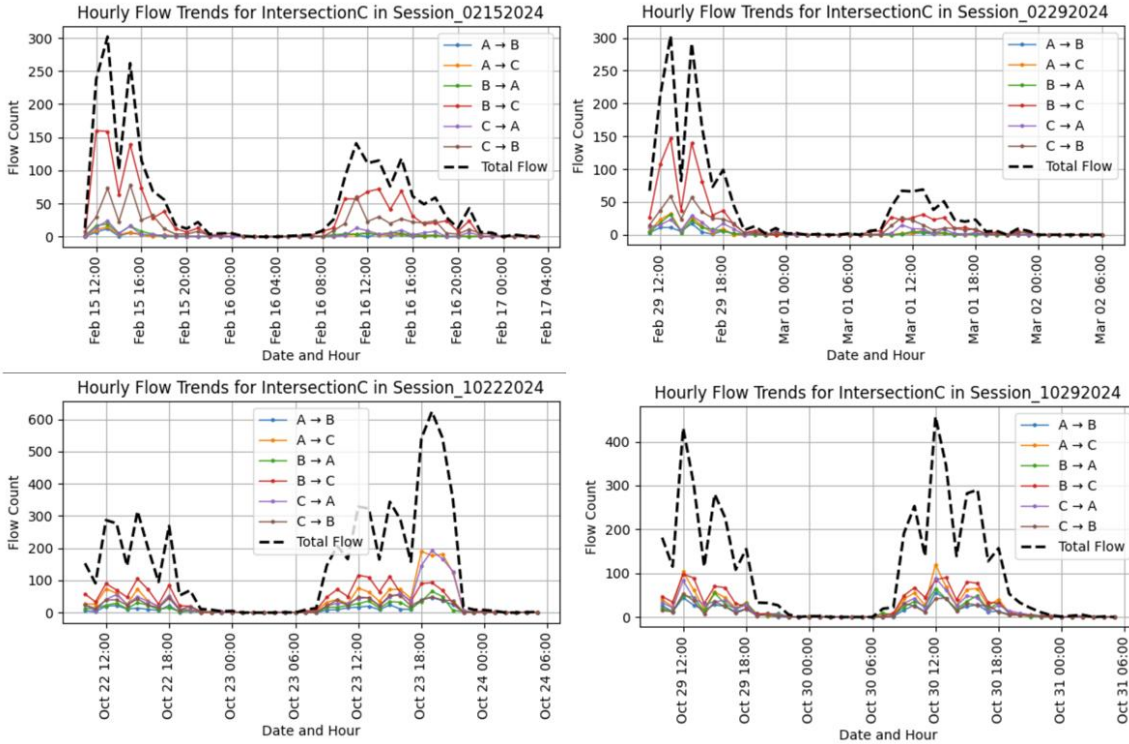 Hourly Flow Trends for IntersectionC in Session_02152024
Flow Count
300
250
200
150
100
50
0
A → B
A → C
B → A
B → C
C → A
C → B
Total Flow
Feb 15 12:00
Feb 15 16:00
Feb 15 20:00
Feb 16 00:00
Feb 16 04:00
Feb 16 08:00
Feb 16 12:00
Feb 16 16:00
Feb 16 20:00
Feb 17 00:00
Feb 17 04:00
Date and Hour
Hourly Flow Trends for IntersectionC in Session_02292024
Flow Count
300
250
200
150
100
50
0
A → B
A → C
B → A
B → C
C → A
C → B
Total Flow
Feb 29 12:00
Feb 29 18:00
Mar 01 00:00
Mar 01 06:00
Mar 01 12:00
Mar 01 18:00
Mar 02 00:00
Mar 02 06:00
Date and Hour
Hourly Flow Trends for IntersectionC in Session_10222024
Flow Count
600
500
400
300
200
100
0
A → B
A → C
B → A
B → C
C → A
C → B
Total Flow
Oct 22 12:00
Oct 22 18:00
Oct 23 00:00
Oct 23 06:00
Oct 23 12:00
Oct 23 18:00
Oct 24 00:00
Oct 24 06:00
Date and Hour
Hourly Flow Trends for IntersectionC in Session_10292024
Flow Count
400
300
200
100
0
A → B
A → C
B → A
B → C
C → A
C → B
Total Flow
Oct 29 12:00
Oct 29 18:00
Oct 30 00:00
Oct 30 06:00
Oct 30 12:00
Oct 30 18:00
Oct 31 00:00
Oct 31 06:00
Date and Hour